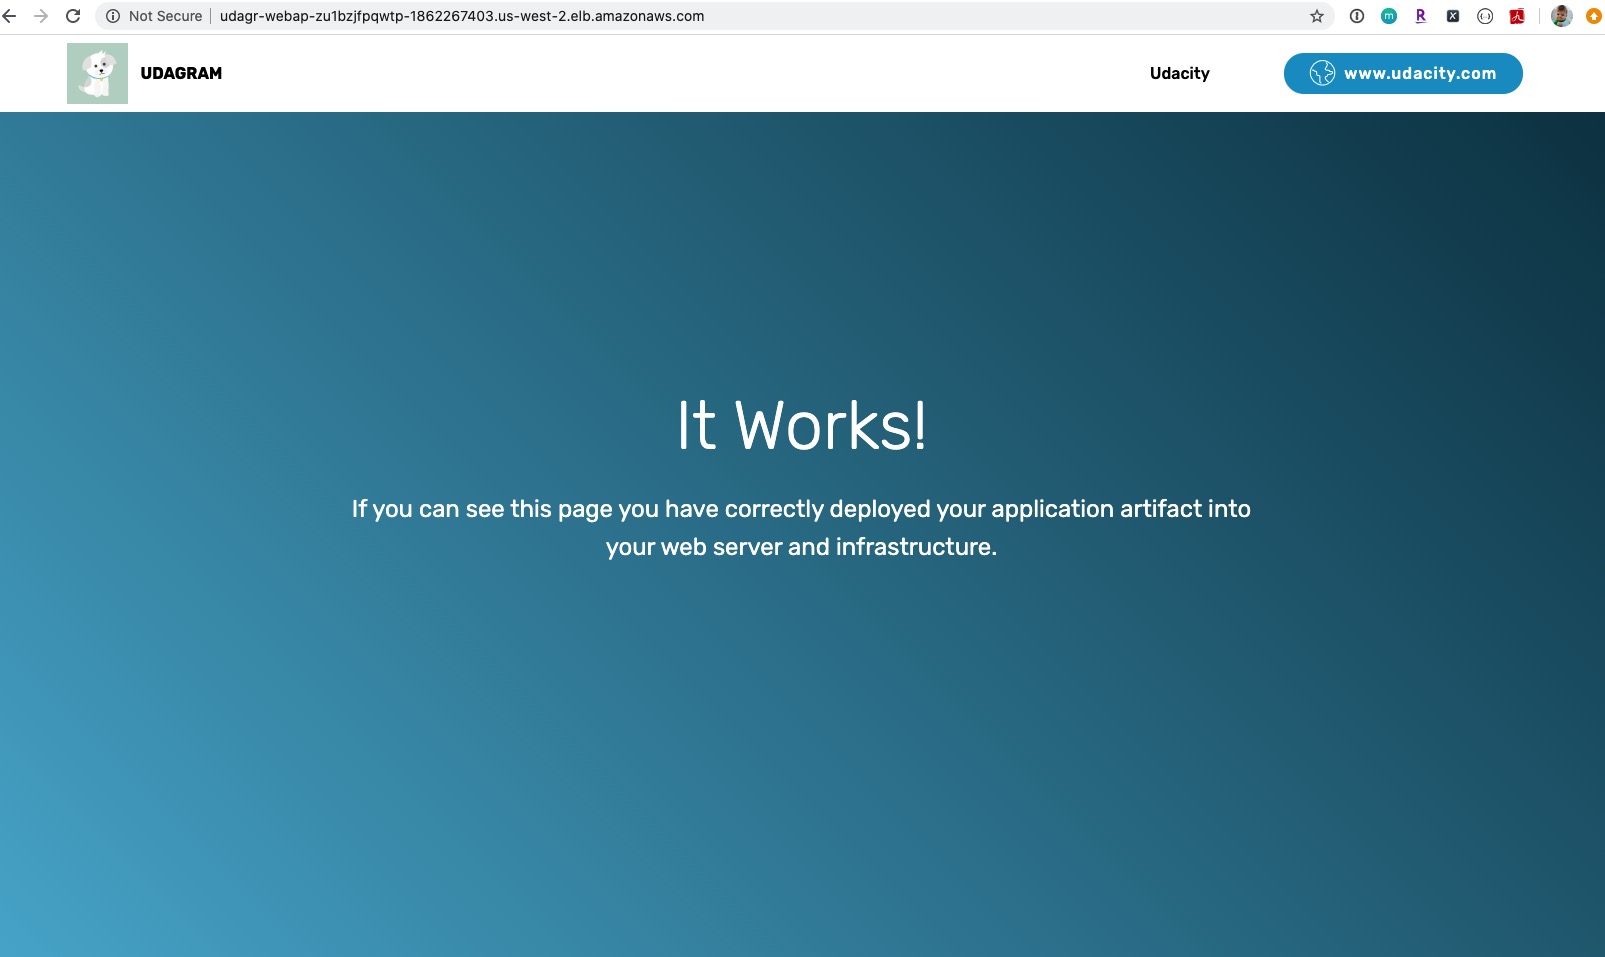 Not Secure | udagr-webap-zu1bzjfpqwtp-1862267403.us-west-2.elb.amazonaws.com
UDAGRAM
Udacity
www.udacity.com
It Works!
If you can see this page you have correctly deployed your application artifact into
your web server and infrastructure.